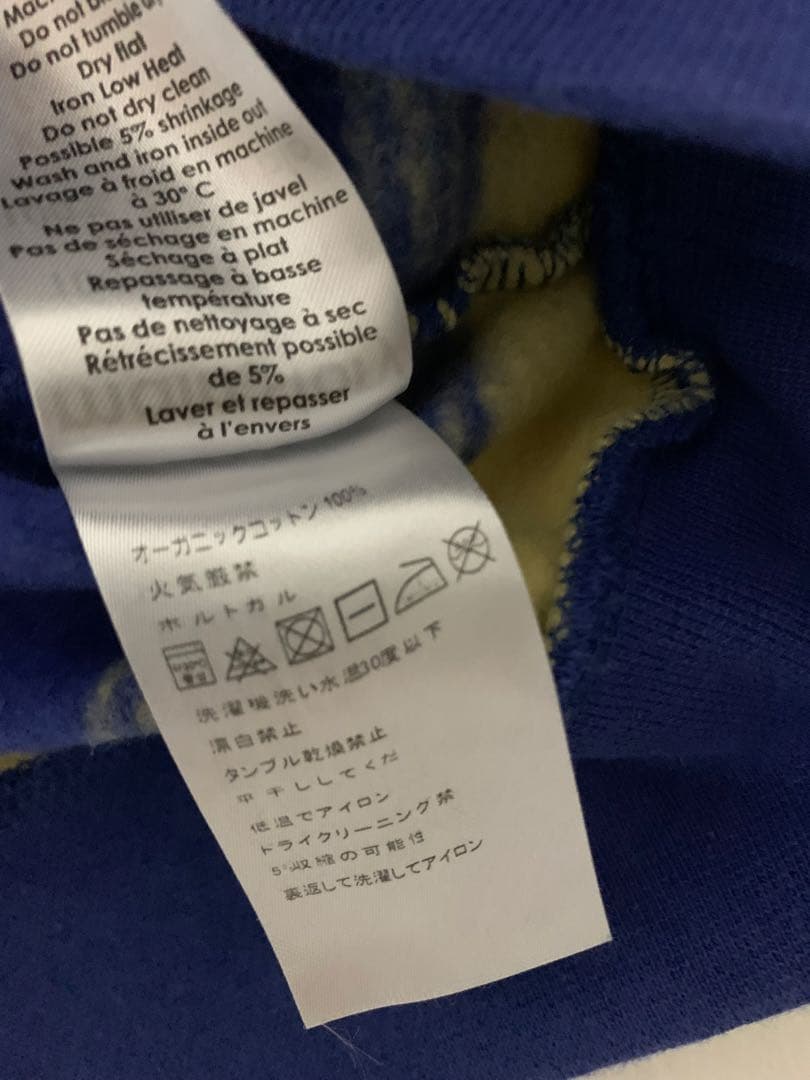 Do not
Do not tumble dry
Dry flat
Iron Low Heat
Do not dry clean
Possible 5% shrinkage
Wash and iron inside out
Lavage à froid en machine
à 30° C
Ne pas utiliser de javel
Pas de séchage en machine
Séchage à plat
Repassage à basse
température
Pas de nettoyage à sec
Rétrécissement possible
de 5%
Laver et repasser
à l'envers
オーガニックコットン 100%
火気厳禁
ホルトガル
洗濯機洗い水温30度以下
漂白禁止
タンブル乾燥禁止
平干ししてくだ
低温でアイロン
トライクリーニング禁
5°収縮の可能性
裏返して洗濯してアイロン